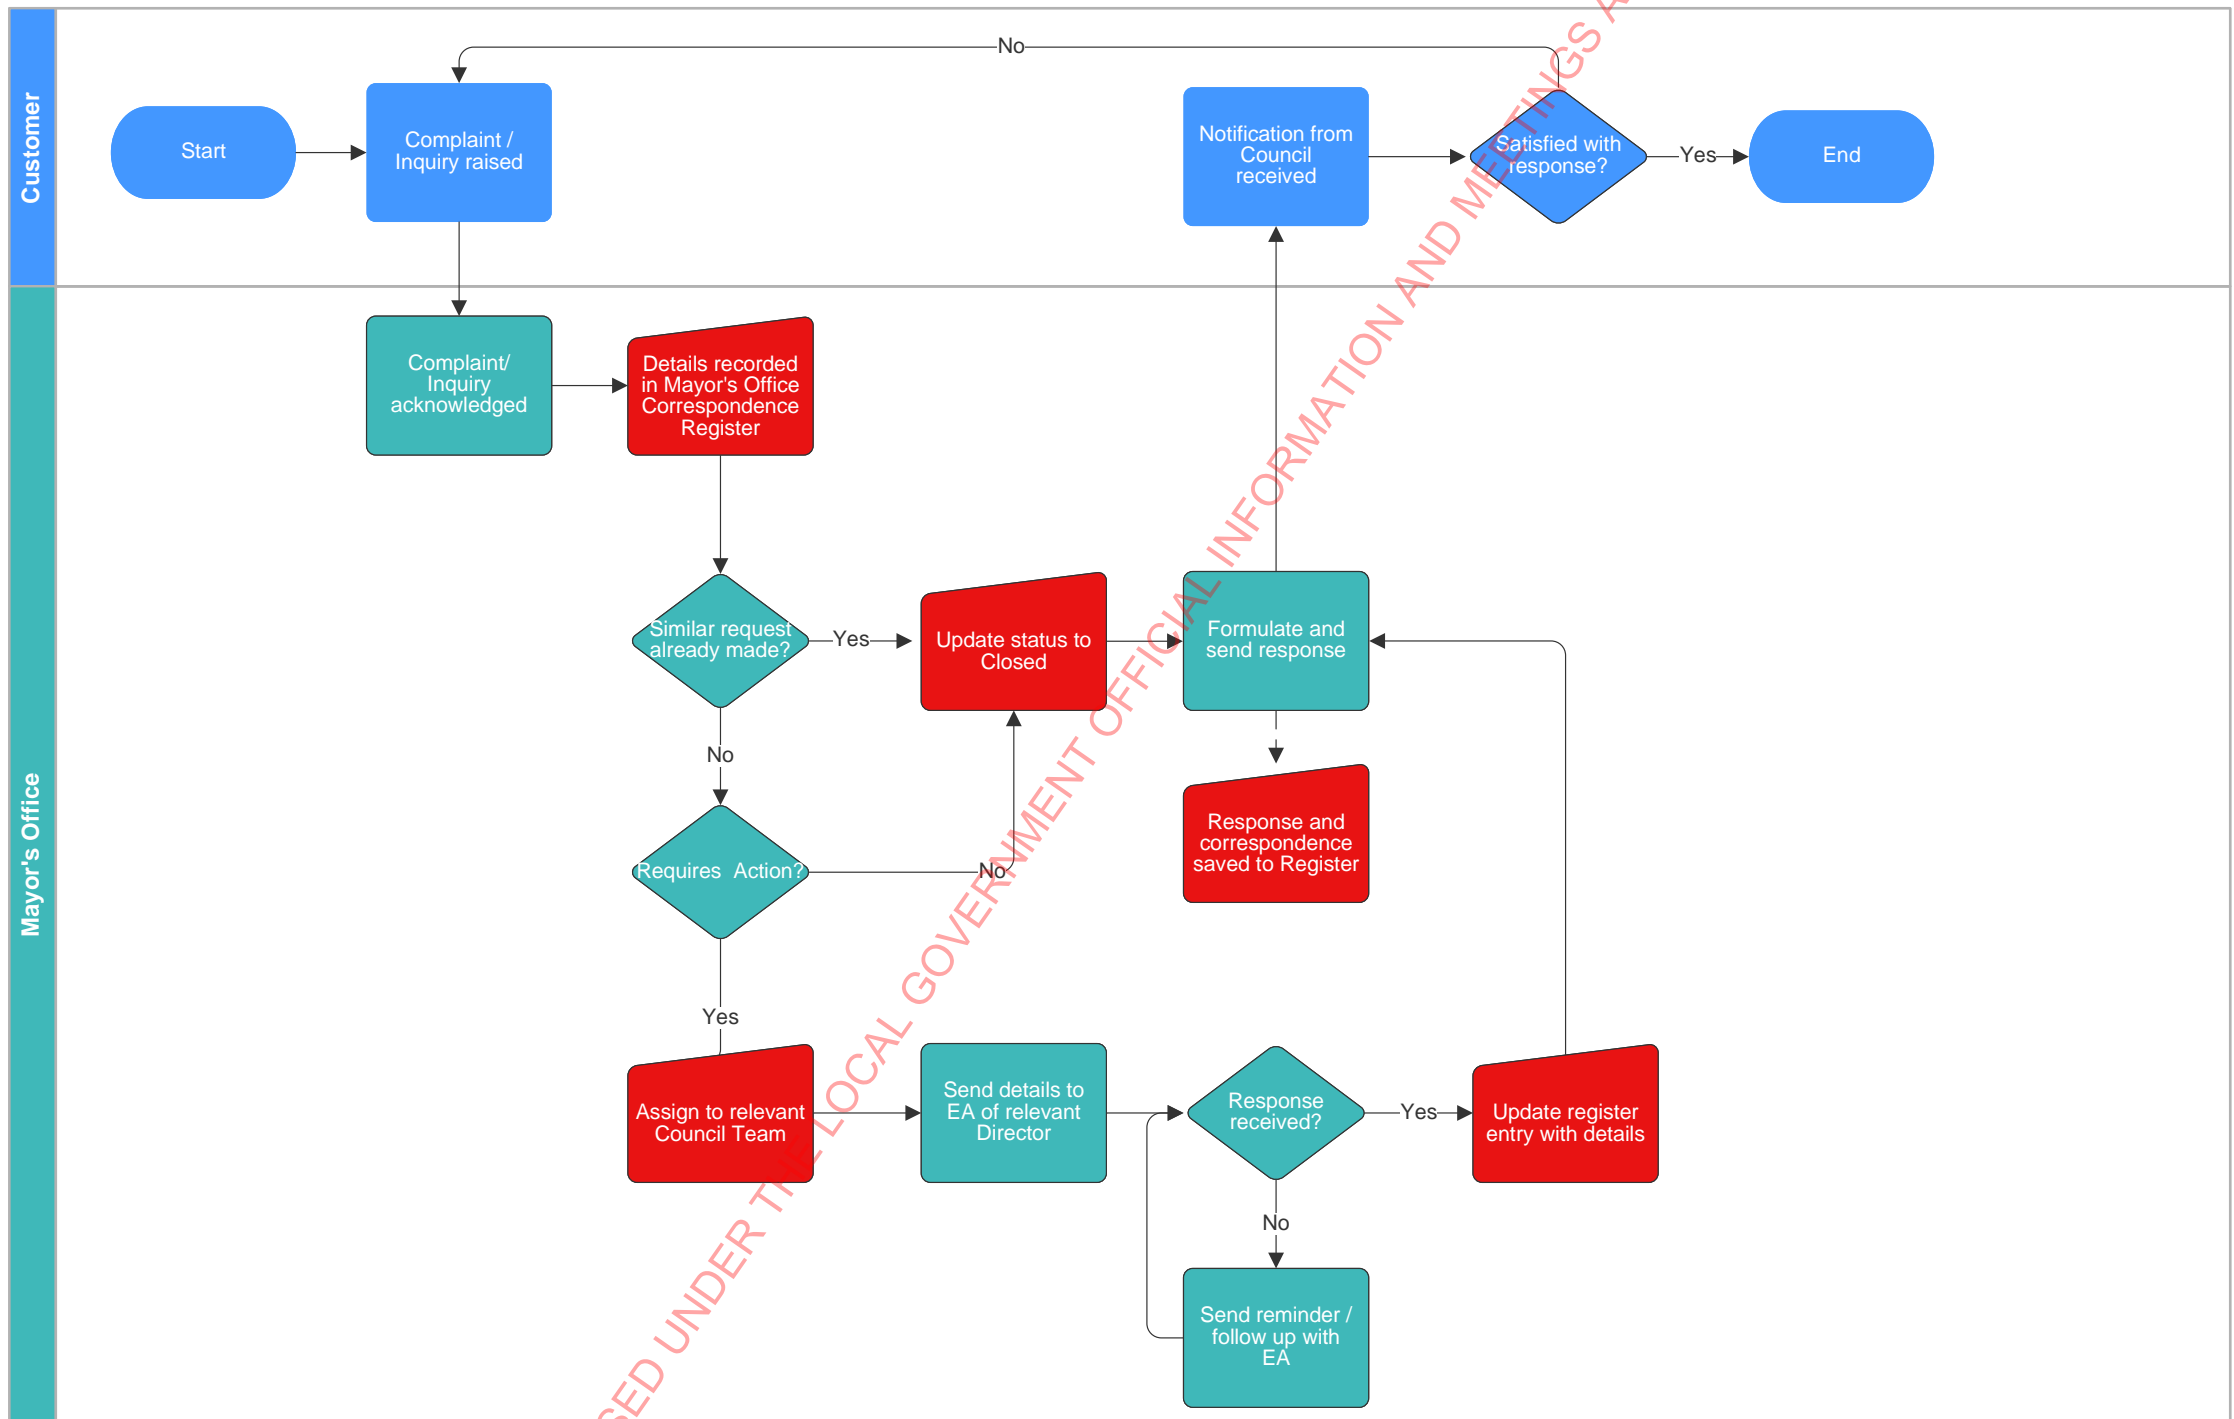 Customer
No
Start
Complaint /
Inquiry raised
Notification from
Council
received
Satisfied with
response?
Yes
End
Mayor's Office
Complaint/
Inquiry
acknowledged
Details recorded
in Mayor's Office
Correspondence
Register
Similar request
already made?
Yes
Update status to
Closed
Formulate and
send response
No
Response and
correspondence
saved to Register
Requires  Action?
No
Yes
Assign to relevant
Council Team
Send details to
EA of relevant
Director
Response
received?
Yes
Update register
entry with details
No
Send reminder /
follow up with
EA
UNDER THE LOCAL GOVERNMENT OFFICIAL INFORMATION AND MEETINGS